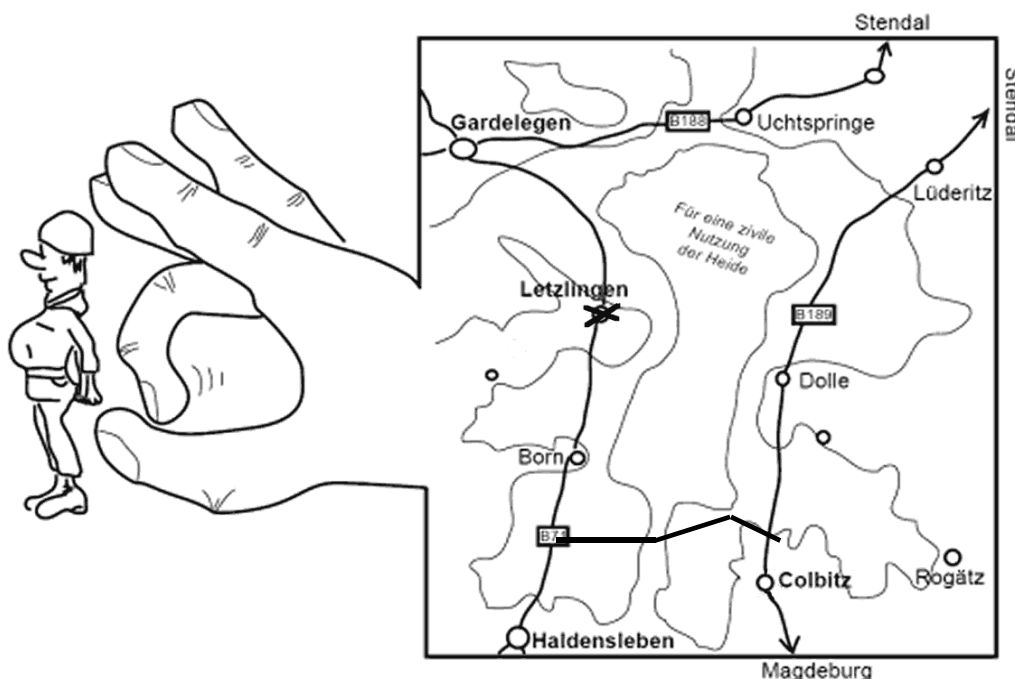 Stendal
Stendal
Gardelegen
B188
Uchtspringe
Lüderitz
Für eine zivile
Nutzung
der Heide
Letzlingen
B189
Dolle
Born
B71
Colbitz
Rogätz
Haldensleben
Magdeburg